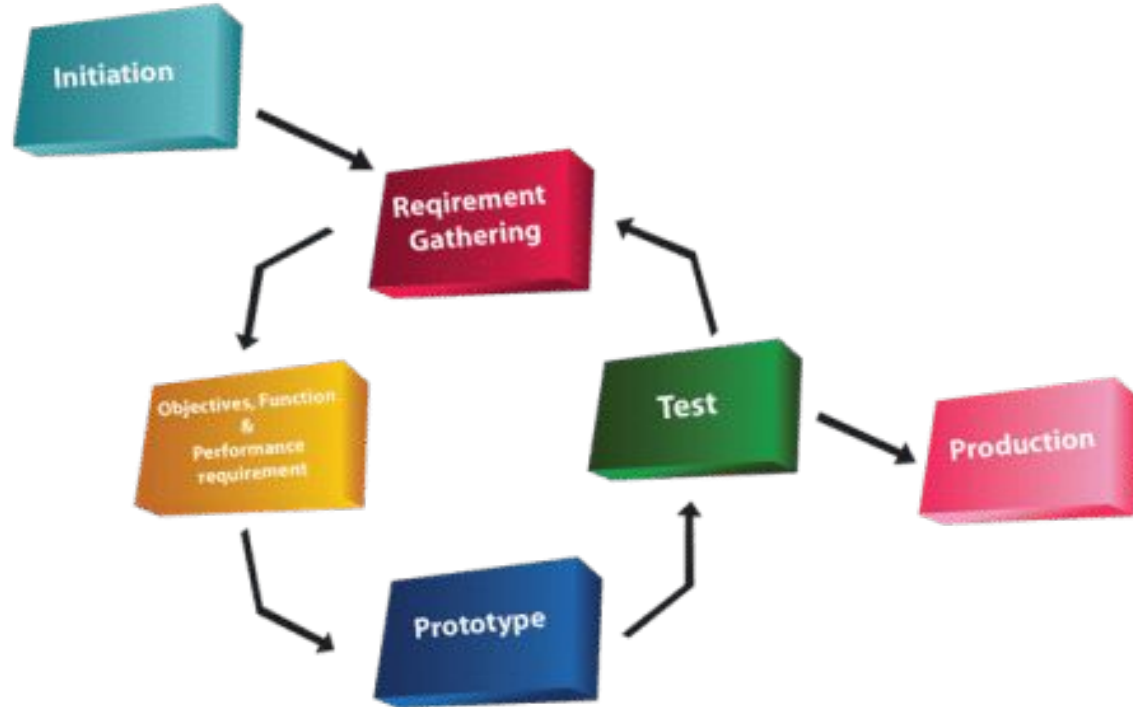 Initiation
Reqirement
Gathering
Objectives, Function
&
Performance
requirement
Test
Production
Prototype